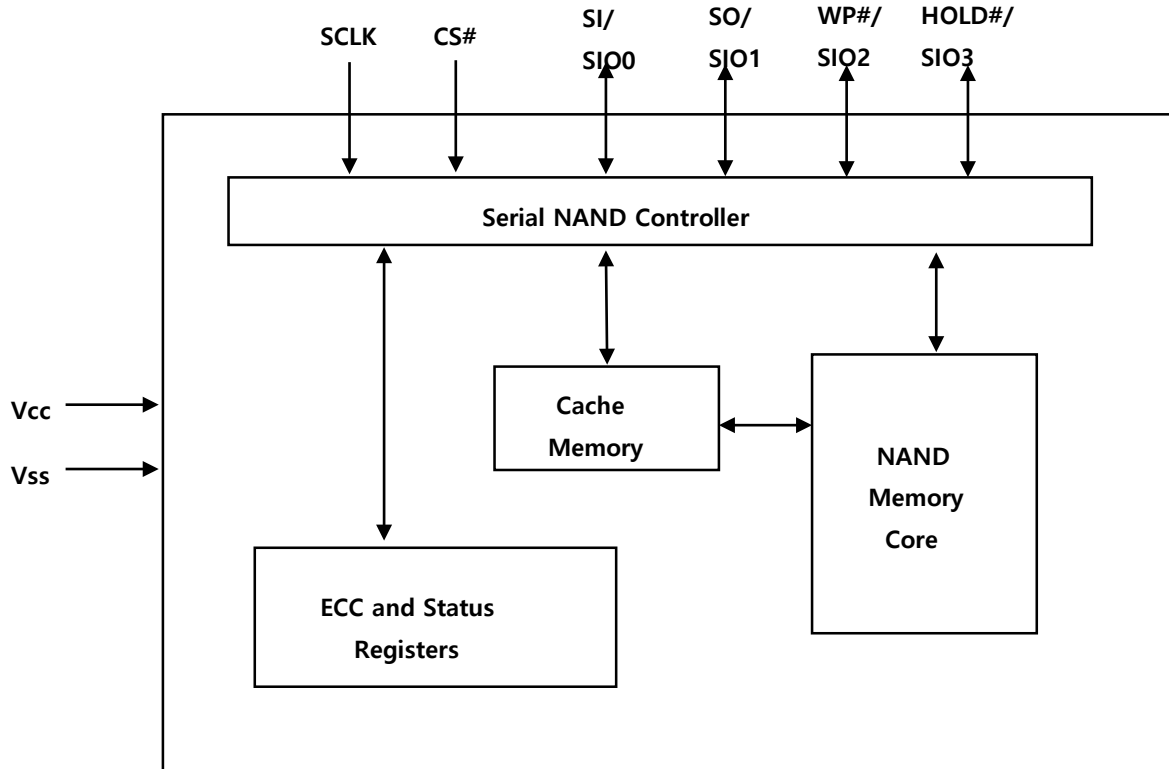 SCLK
CS#
SI/
SIO0
SO/
SIO1
WP#/
SIO2
HOLD#/
SIO3
Serial NAND Controller
Vcc
Vss
Cache
Memory
NAND
Memory
Core
ECC and Status
Registers